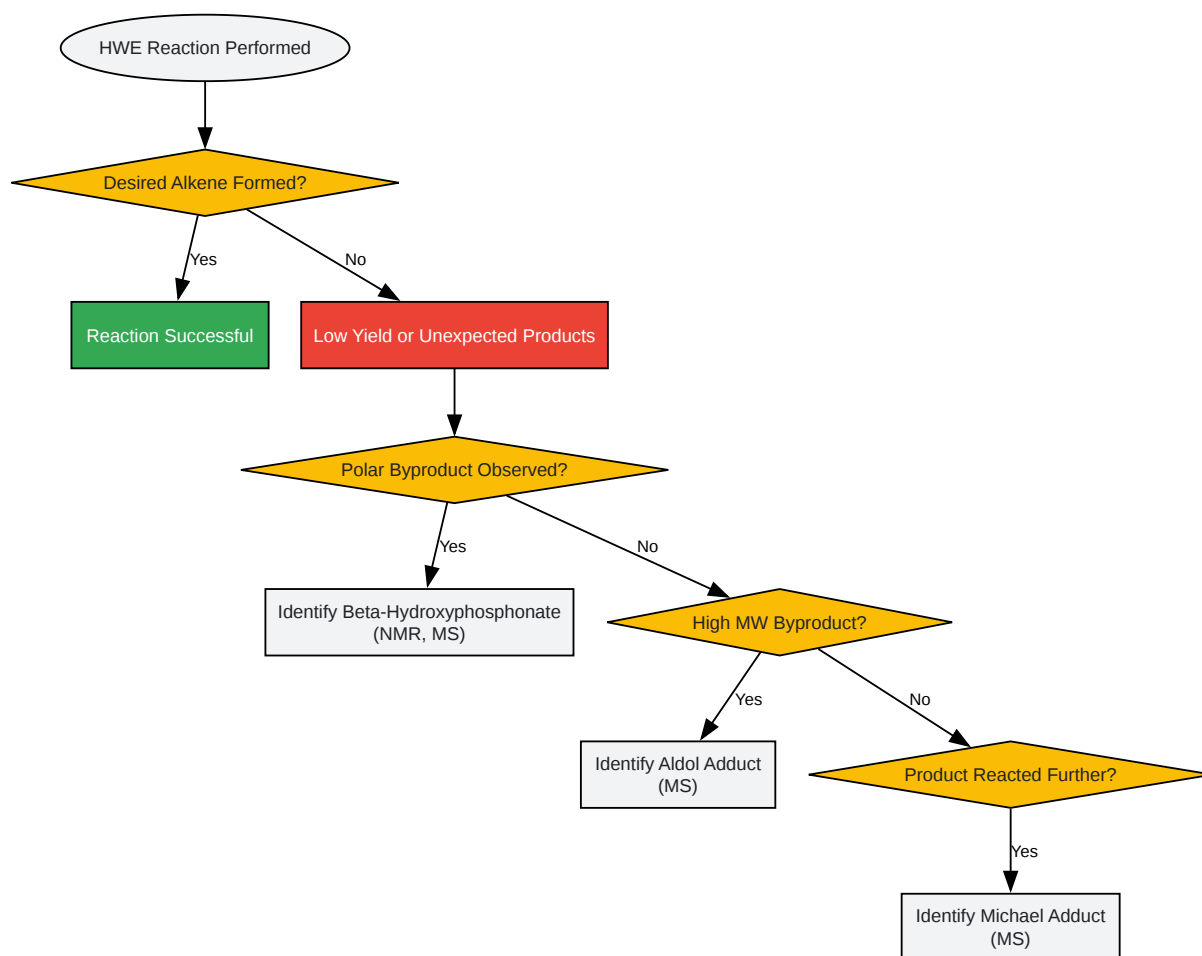 HWE Reaction Performed
Desired Alkene Formed?
Yes
No
Reaction Successful
Low Yield or Unexpected Products
Polar Byproduct Observed?
Yes
No
Identify Beta-Hydroxyphosphonate
(NMR, MS)
High MW Byproduct?
Yes
No
Identify Aldol Adduct
(MS)
Product Reacted Further?
Yes
Identify Michael Adduct
(MS)